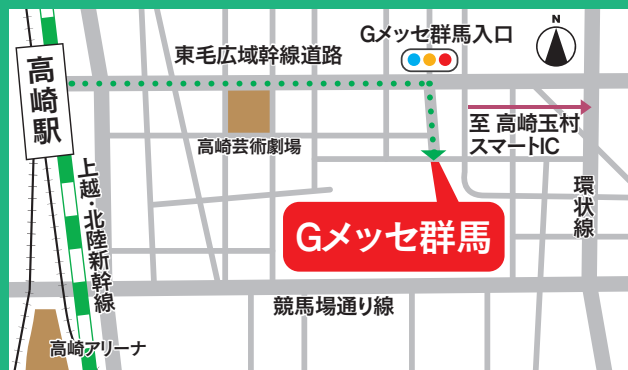 Gメッセ群馬入口
N
東毛広域幹線道路
高崎駅
至 高崎玉村
スマートIC
高崎芸術劇場
上越・北陸新幹線
環状線
Gメッセ群馬
競馬場通り線
高崎アリーナ